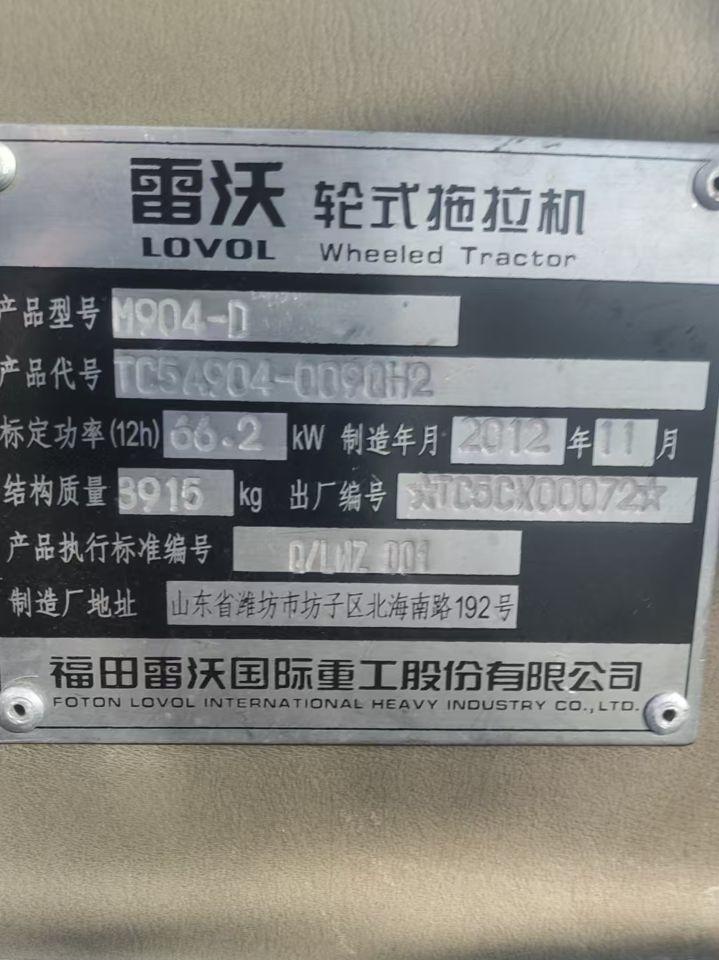 雷沃 轮式拖拉机
LOVOL Wheeled Tractor
产品型号 M904-D
产品代号 TC5A904-009QH2
标定功率(12h) 66.2 kW 制造年月 2012 年 11 月
结构质量 3915 kg 出厂编号 ☆TC5CX00072☆
产品执行标准编号 Q/LWZ 001
制造厂地址 山东省潍坊市坊子区北海南路192号
福田雷沃国际重工股份有限公司
FOTON LOVOL INTERNATIONAL HEAVY INDUSTRY CO.,LTD.